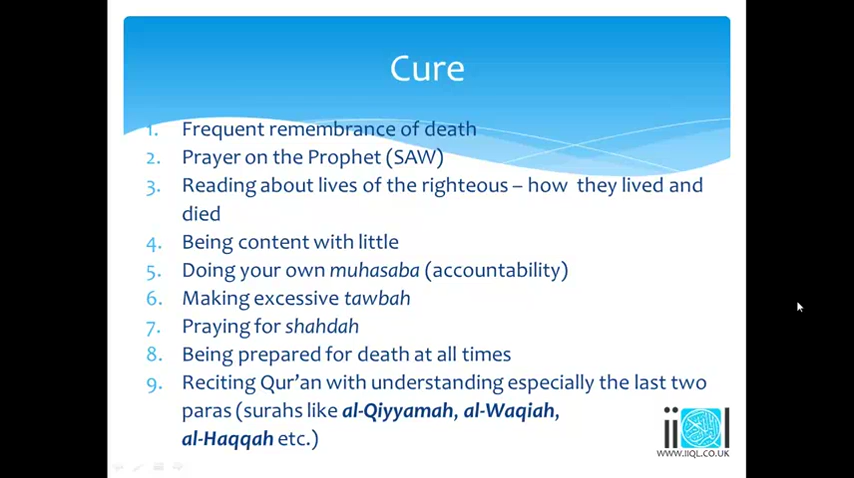 Cure
1. Frequent remembrance of death
2. Prayer on the Prophet (SAW)
3. Reading about lives of the righteous – how they lived and
died
4. Being content with little
5. Doing your own muhasaba (accountability)
6. Making excessive tawbah
7. Praying for shahdah
8. Being prepared for death at all times
9. Reciting Qur’an with understanding especially the last two
paras (surahs like al-Qiyyamah, al-Waqiah,
al-Haqqah etc.)
iiql
WWW.IIQL.CO.UK